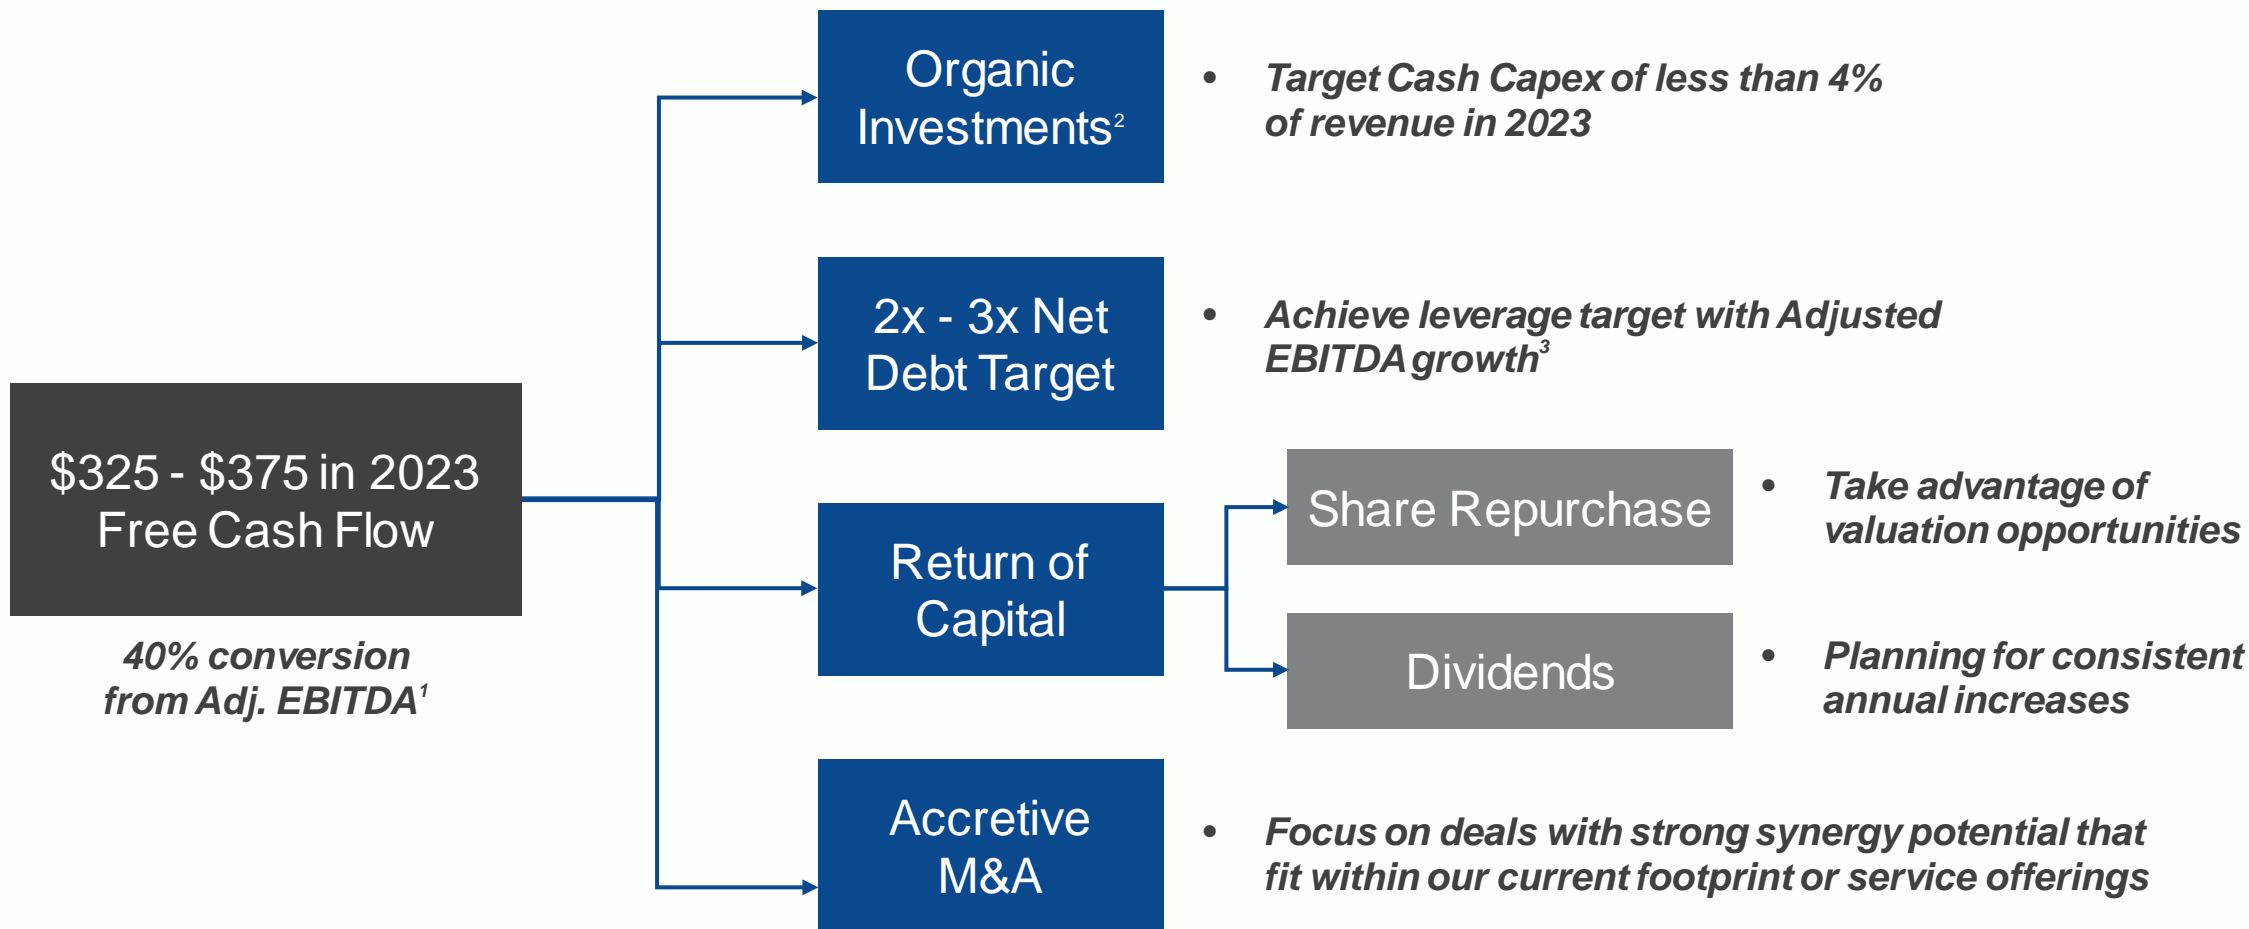 Organic
Investments2
• Target Cash Capex of less than 4%
of revenue in 2023
2x - 3x Net
Debt Target
• Achieve leverage target with Adjusted
EBITDA growth3
$325 - $375 in 2023
Free Cash Flow
40% conversion
from Adj. EBITDA1
Return of
Capital
Share Repurchase
• Take advantage of
valuation opportunities
Dividends
• Planning for consistent
annual increases
Accretive
M&A
• Focus on deals with strong synergy potential that
fit within our current footprint or service offerings